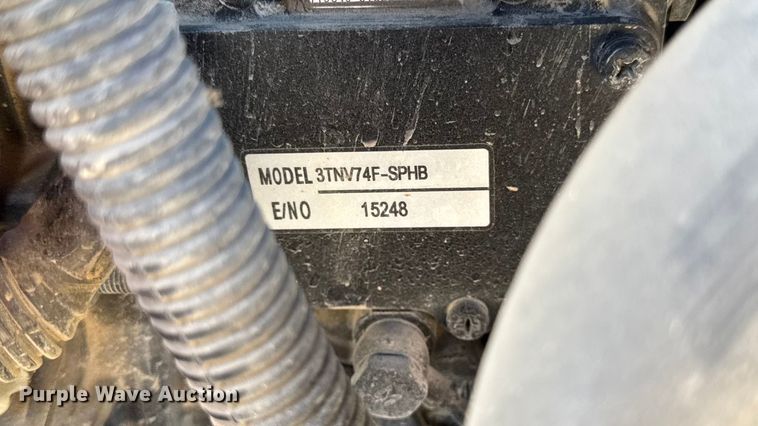 MODEL 3TNV74F-SPHB
E/NO 15248
Purple Wave Auction